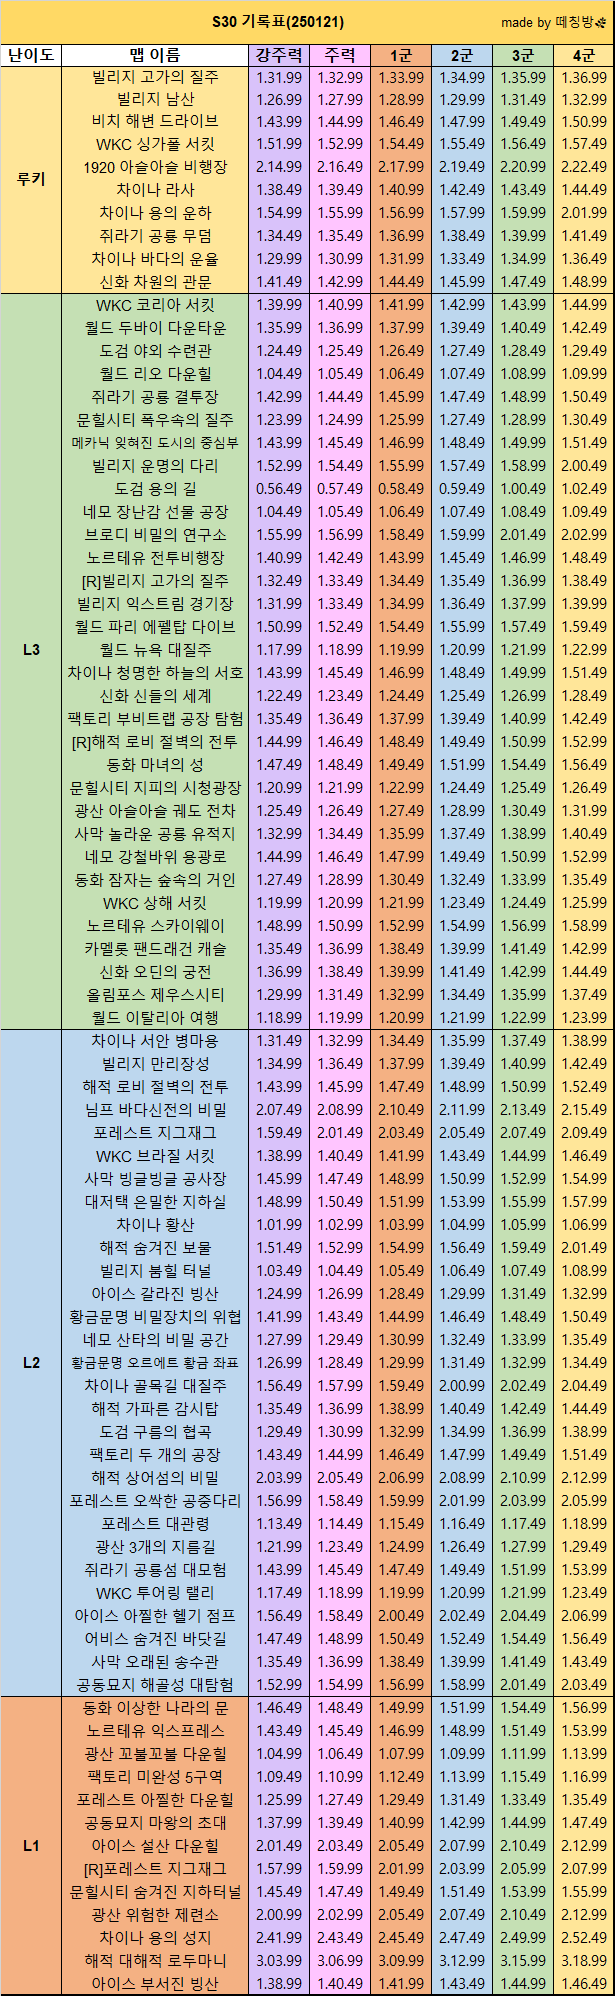 S30 기록표(250121) made by 떼칭방
난이도 맵 이름 강주력 주력 1군 2군 3군 4군
루키
빌리지 고가의 질주 1.31.99 1.32.99 1.33.99 1.34.99 1.35.99 1.36.99
빌리지 남산 1.26.99 1.27.99 1.28.99 1.29.99 1.31.49 1.32.99
비치 해변 드라이브 1.43.99 1.44.99 1.46.49 1.47.99 1.49.49 1.50.99
WKC 싱가폴 서킷 1.51.99 1.52.99 1.54.49 1.55.49 1.56.49 1.57.49
1920 아슬아슬 비행장 2.14.99 2.16.49 2.17.99 2.19.49 2.20.99 2.22.49
차이나 라사 1.38.49 1.39.49 1.40.99 1.42.49 1.43.49 1.44.49
차이나 용의 운하 1.54.99 1.55.99 1.56.99 1.57.99 1.59.99 2.01.99
쥐라기 공룡 무덤 1.34.49 1.35.49 1.36.99 1.38.49 1.39.99 1.41.49
차이나 바다의 운율 1.29.99 1.30.99 1.31.99 1.33.49 1.34.99 1.36.49
신화 차원의 관문 1.41.49 1.42.99 1.44.49 1.45.99 1.47.49 1.48.99
L3
WKC 코리아 서킷 1.39.99 1.40.99 1.41.99 1.42.99 1.43.99 1.44.99
월드 두바이 다운타운 1.35.99 1.36.99 1.37.99 1.39.49 1.40.49 1.42.49
도검 야외 수련관 1.24.49 1.25.49 1.26.49 1.27.49 1.28.49 1.29.49
월드 리오 다운힐 1.04.49 1.05.49 1.06.49 1.07.49 1.08.99 1.09.99
쥐라기 공룡 결투장 1.42.99 1.44.49 1.45.99 1.47.49 1.48.99 1.50.49
문힐시티 폭우속의 질주 1.23.99 1.24.99 1.25.99 1.27.49 1.28.99 1.30.49
메카닉 잊혀진 도시의 중심부 1.43.99 1.45.49 1.46.99 1.48.49 1.49.99 1.51.49
빌리지 운명의 다리 1.52.99 1.54.49 1.55.99 1.57.49 1.58.99 2.00.49
도검 용의 길 0.56.49 0.57.49 0.58.49 0.59.49 1.00.49 1.02.49
네모 장난감 선물 공장 1.04.49 1.05.49 1.06.49 1.07.49 1.08.49 1.09.49
브로디 비밀의 연구소 1.55.99 1.56.99 1.58.49 1.59.99 2.01.49 2.02.99
노르테유 전투비행장 1.40.99 1.42.49 1.43.99 1.45.49 1.46.99 1.48.49
[R]빌리지 고가의 질주 1.32.49 1.33.49 1.34.49 1.35.49 1.36.99 1.38.49
빌리지 익스트림 경기장 1.31.99 1.33.49 1.34.99 1.36.49 1.37.99 1.39.99
월드 파리 에펠탑 다이브 1.50.99 1.52.49 1.54.49 1.55.99 1.57.49 1.59.49
월드 뉴욕 대질주 1.17.99 1.18.99 1.19.99 1.20.99 1.21.99 1.22.99
차이나 청명한 하늘의 서호 1.43.99 1.45.49 1.46.99 1.48.49 1.49.99 1.51.49
신화 신들의 세계 1.22.49 1.23.49 1.24.49 1.25.49 1.26.99 1.28.49
팩토리 부비트랩 공장 탐험 1.35.49 1.36.49 1.37.99 1.39.49 1.40.99 1.42.49
[R]해적 로비 절벽의 전투 1.44.99 1.46.49 1.48.49 1.49.49 1.50.99 1.52.99
동화 마녀의 성 1.47.49 1.48.49 1.49.99 1.51.99 1.54.49 1.56.49
문힐시티 지피의 시청광장 1.20.99 1.21.99 1.22.99 1.24.49 1.25.49 1.26.49
광산 아슬아슬 궤도 전차 1.25.49 1.26.49 1.27.49 1.28.99 1.30.49 1.31.99
사막 놀라운 공룡 유적지 1.32.99 1.34.49 1.35.99 1.37.49 1.38.99 1.40.49
네모 강철바위 용광로 1.44.99 1.46.49 1.47.99 1.49.49 1.50.99 1.52.99
동화 잠자는 숲속의 거인 1.27.49 1.28.99 1.30.49 1.32.49 1.33.99 1.35.49
WKC 상해 서킷 1.19.99 1.20.99 1.21.99 1.23.49 1.24.49 1.25.99
노르테유 스카이웨이 1.48.99 1.50.99 1.52.99 1.54.99 1.56.99 1.58.99
카멜롯 팬드래건 캐슬 1.35.49 1.36.99 1.38.49 1.39.99 1.41.49 1.42.99
신화 오딘의 궁전 1.36.99 1.38.49 1.39.99 1.41.49 1.42.99 1.44.49
올림포스 제우스시티 1.29.99 1.31.49 1.32.99 1.34.49 1.35.99 1.37.49
월드 이탈리아 여행 1.18.99 1.19.99 1.20.99 1.21.99 1.22.99 1.23.99
L2
차이나 서안 병마용 1.31.49 1.32.99 1.34.49 1.35.99 1.37.49 1.38.99
빌리지 만리장성 1.34.99 1.36.49 1.37.99 1.39.49 1.40.99 1.42.49
해적 로비 절벽의 전투 1.43.99 1.45.99 1.47.49 1.48.99 1.50.99 1.52.49
님프 바다신전의 비밀 2.07.49 2.08.99 2.10.49 2.11.99 2.13.49 2.15.49
포레스트 지그재그 1.59.49 2.01.49 2.03.49 2.05.49 2.07.49 2.09.49
WKC 브라질 서킷 1.38.99 1.40.49 1.41.99 1.43.49 1.44.99 1.46.49
사막 빙글빙글 공사장 1.45.99 1.47.49 1.48.99 1.50.99 1.52.99 1.54.99
대저택 은밀한 지하실 1.48.99 1.50.49 1.51.99 1.53.99 1.55.99 1.57.99
차이나 황산 1.01.99 1.02.99 1.03.99 1.04.99 1.05.99 1.06.99
해적 숨겨진 보물 1.51.49 1.52.99 1.54.99 1.56.49 1.59.49 2.01.49
빌리지 붐힐 터널 1.03.49 1.04.49 1.05.49 1.06.49 1.07.49 1.08.99
아이스 갈라진 빙산 1.24.99 1.26.99 1.28.49 1.29.99 1.31.49 1.32.99
황금문명 비밀장치의 위협 1.41.99 1.43.49 1.44.99 1.46.49 1.48.49 1.50.49
네모 산타의 비밀 공간 1.27.99 1.29.49 1.30.99 1.32.49 1.33.99 1.35.49
황금문명 오르에트 황금 좌표 1.26.99 1.28.49 1.29.99 1.31.49 1.32.99 1.34.49
차이나 골목길 대질주 1.56.49 1.57.99 1.59.49 2.00.99 2.02.49 2.04.49
해적 가파른 감시탑 1.35.49 1.36.99 1.38.99 1.40.49 1.42.49 1.44.49
도검 구름의 협곡 1.29.49 1.30.99 1.32.99 1.34.99 1.36.99 1.38.99
팩토리 두 개의 공장 1.43.49 1.44.99 1.46.49 1.47.99 1.49.49 1.51.49
해적 상어섬의 비밀 2.03.99 2.05.49 2.06.99 2.08.99 2.10.99 2.12.99
포레스트 오싹한 공중다리 1.56.99 1.58.49 1.59.99 2.01.99 2.03.99 2.05.99
포레스트 대관령 1.13.49 1.14.49 1.15.49 1.16.49 1.17.49 1.18.99
광산 3개의 지름길 1.21.99 1.23.49 1.24.99 1.26.49 1.27.99 1.29.49
쥐라기 공룡섬 대모험 1.43.99 1.45.49 1.47.49 1.49.49 1.51.99 1.53.99
WKC 투어링 랠리 1.17.49 1.18.99 1.19.99 1.20.99 1.21.99 1.23.49
아이스 아찔한 헬기 점프 1.56.49 1.58.49 2.00.49 2.02.49 2.04.49 2.06.99
어비스 숨겨진 바닷길 1.47.49 1.48.99 1.50.49 1.52.49 1.54.49 1.56.49
사막 오래된 송수관 1.35.49 1.36.99 1.38.49 1.39.99 1.41.49 1.43.49
공동묘지 해골성 대탐험 1.52.99 1.54.99 1.56.99 1.58.99 2.01.49 2.03.49
L1
동화 이상한 나라의 문 1.46.49 1.48.49 1.49.99 1.51.99 1.54.49 1.56.99
노르테유 익스프레스 1.43.49 1.45.49 1.46.99 1.48.99 1.51.49 1.53.99
광산 꼬불꼬불 다운힐 1.04.99 1.06.49 1.07.99 1.09.99 1.11.99 1.13.99
팩토리 미완성 5구역 1.09.49 1.10.99 1.12.49 1.13.99 1.15.49 1.16.99
포레스트 아찔한 다운힐 1.25.99 1.27.49 1.29.49 1.31.49 1.33.49 1.35.49
공동묘지 마왕의 초대 1.37.99 1.39.49 1.40.99 1.42.99 1.44.99 1.47.49
아이스 설산 다운힐 2.01.49 2.03.49 2.05.49 2.07.99 2.10.49 2.12.99
[R]포레스트 지그재그 1.57.99 1.59.99 2.01.99 2.03.99 2.05.99 2.07.99
문힐시티 숨겨진 지하터널 1.45.49 1.47.49 1.49.49 1.51.49 1.53.99 1.55.99
광산 위험한 제련소 2.00.99 2.02.99 2.05.49 2.07.49 2.10.49 2.12.99
차이나 용의 성지 2.41.99 2.43.49 2.45.49 2.47.49 2.49.99 2.52.49
해적 대해적 로두마니 3.03.99 3.06.99 3.09.99 3.12.99 3.15.99 3.18.99
아이스 부서진 빙산 1.38.99 1.40.49 1.41.99 1.43.49 1.44.99 1.46.49